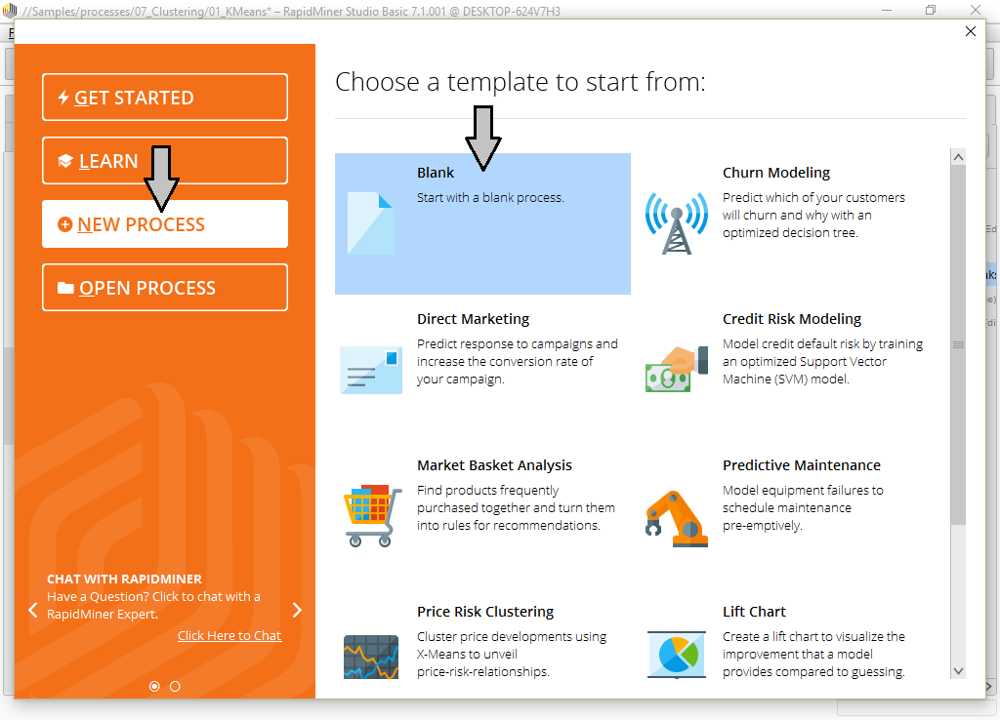 //Samples/processes/07_Clustering/01_KMeans* – RapidMiner Studio Basic 7.1.001 @ DESKTOP-624V7H3
F
GET STARTED
LEARN
NEW PROCESS
OPEN PROCESS
CHAT WITH RAPIDMINER
Have a Question? Click to chat with a
RapidMiner Expert.
Click Here to Chat
Choose a template to start from:
Blank
Start with a blank process.
Churn Modeling
Predict which of your customers
will churn and why with an
optimized decision tree.
Direct Marketing
Predict response to campaigns and
increase the conversion rate of
your campaign.
Credit Risk Modeling
Model credit default risk by training
an optimized Support Vector
Machine (SVM) model.
Market Basket Analysis
Find products frequently
purchased together and turn them
into rules for recommendations.
Predictive Maintenance
Model equipment failures to
schedule maintenance
pre-emptively.
Price Risk Clustering
Cluster price developments using
X-Means to unveil
price-risk-relationships.
Lift Chart
Create a lift chart to visualize the
improvement that a model
provides compared to guessing.